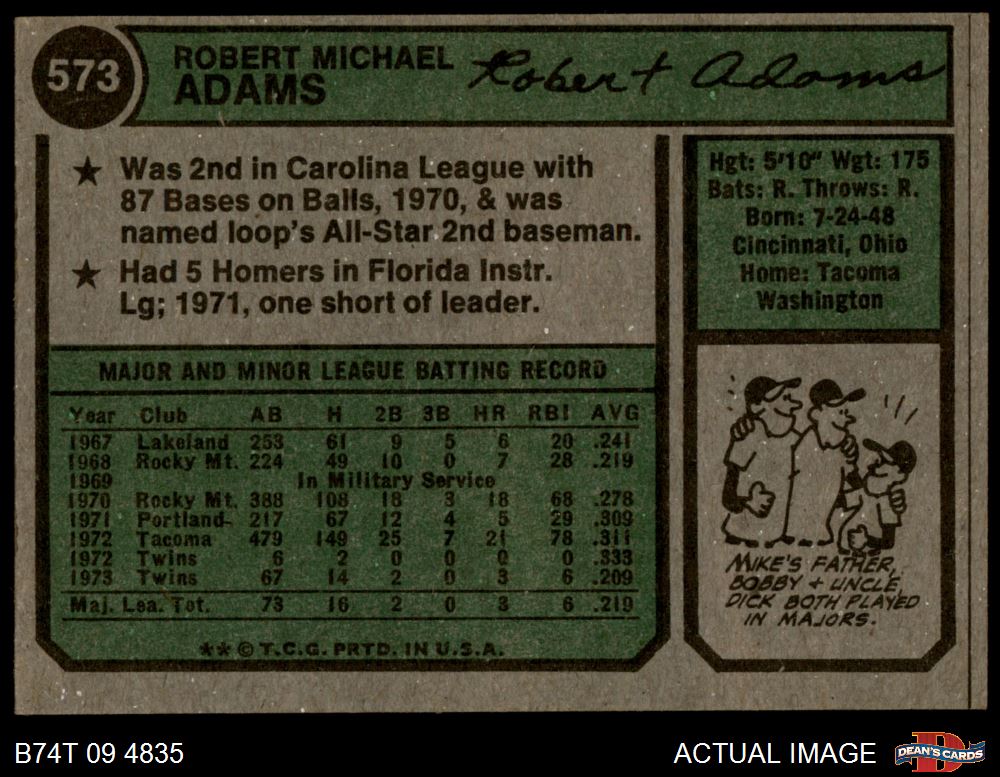 573
ROBERT MICHAEL
ADAMS
Robert Adams
★ Was 2nd in Carolina League with
87 Bases on Balls, 1970, & was
named loop's All-Star 2nd baseman.
★ Had 5 Homers in Florida Instr.
Lg; 1971, one short of leader.
Hgt: 5'10" Wgt: 175
Bats: R. Throws: R.
Born: 7-24-48
Cincinnati, Ohio
Home: Tacoma
Washington
MAJOR AND MINOR LEAGUE BATTING RECORD
Year Club AB H 2B 3B HR RBI AVG
1967 Lakeland 253 61 9 5 6 20 .241
1968 Rocky Mt. 224 49 10 0 7 28 .219
1969 In Military Service
1970 Rocky Mt. 388 108 18 3 18 68 .278
1971 Portland- 217 67 12 4 5 29 .309
1972 Tacoma 479 149 25 7 21 78 .311
1972 Twins 6 2 0 0 0 0 .333
1973 Twins 67 14 2 0 3 6 .209
Maj. Lea. Tot. 73 16 2 0 3 6 .219
★★ © T.C.G. PRTD. IN U.S.A.
MIKE'S FATHER,
BOBBY + UNCLE
DICK BOTH PLAYED
IN MAJORS.
B74T 09 4835
ACTUAL IMAGE
D
DEAN'S CARDS